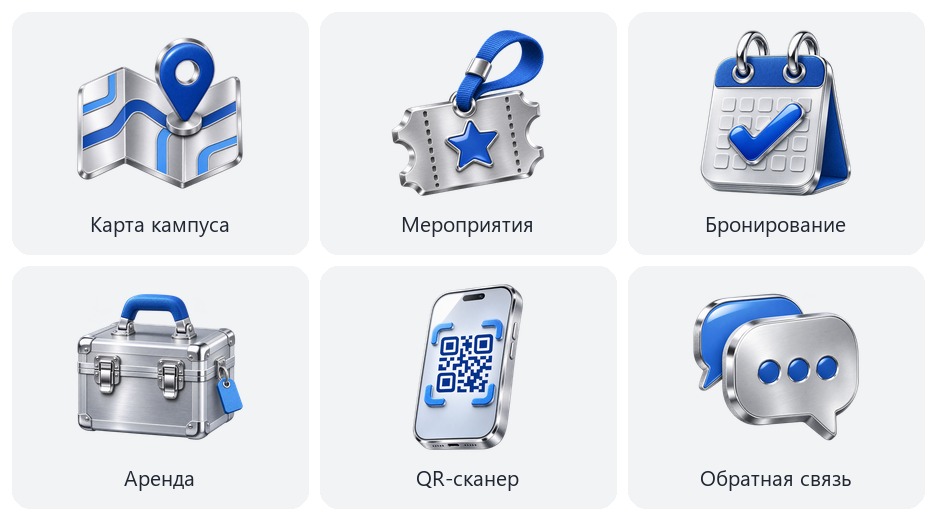 Карта кампуса
Мероприятия
Бронирование
Аренда
QR-сканер
Обратная связь